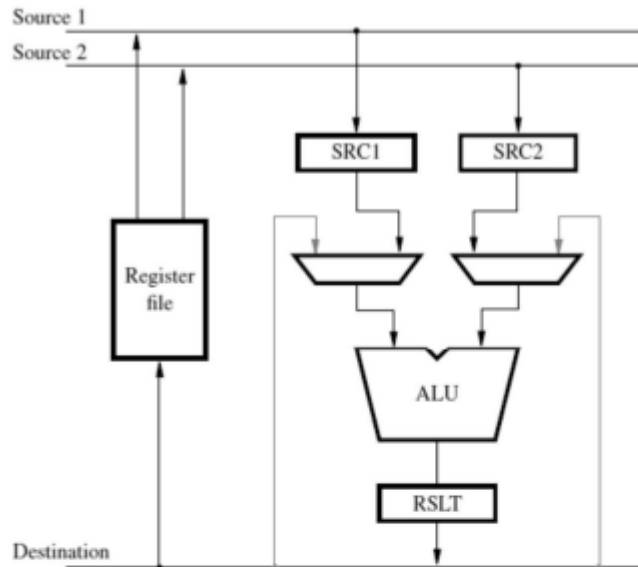 Source 1
Source 2
SRC1
SRC2
Register
file
ALU
RSLT
Destination